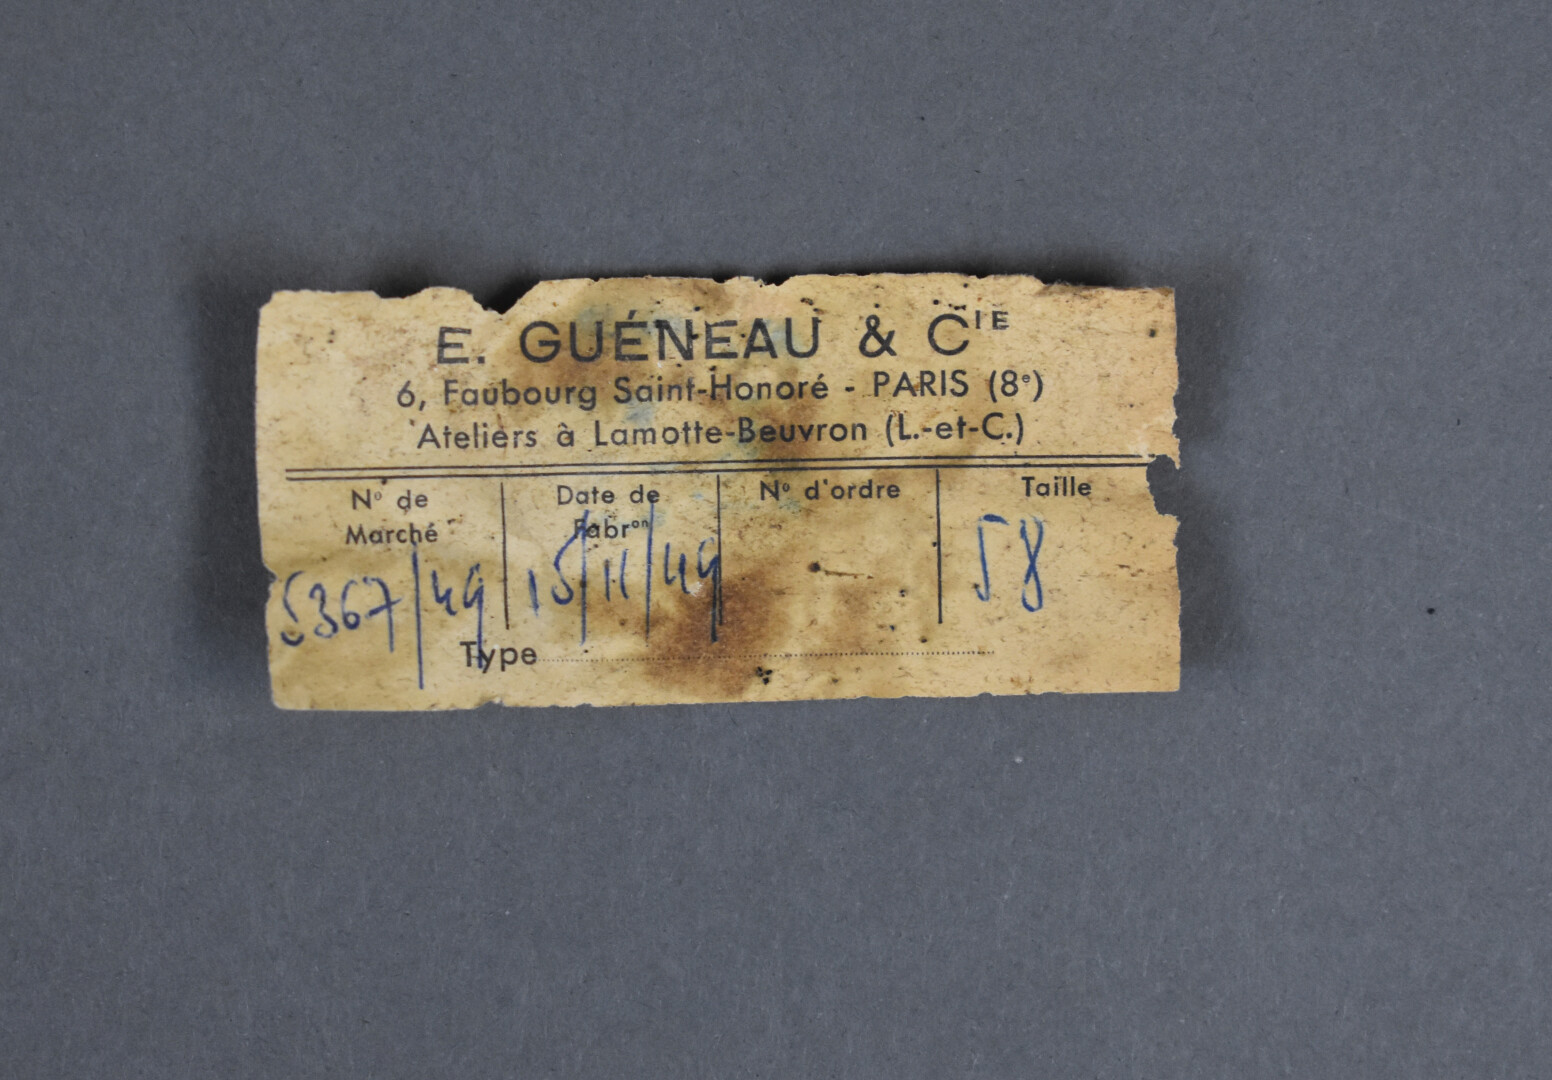 E. GUÉNEAU & CIE
6, Faubourg Saint-Honoré - PARIS (8e)
Ateliers à Lamotte-Beuvron (L.-et-C.)
No de Marché
Date de Fabron
No d'ordre
Taille
5367/49
15/11/49
58
Type